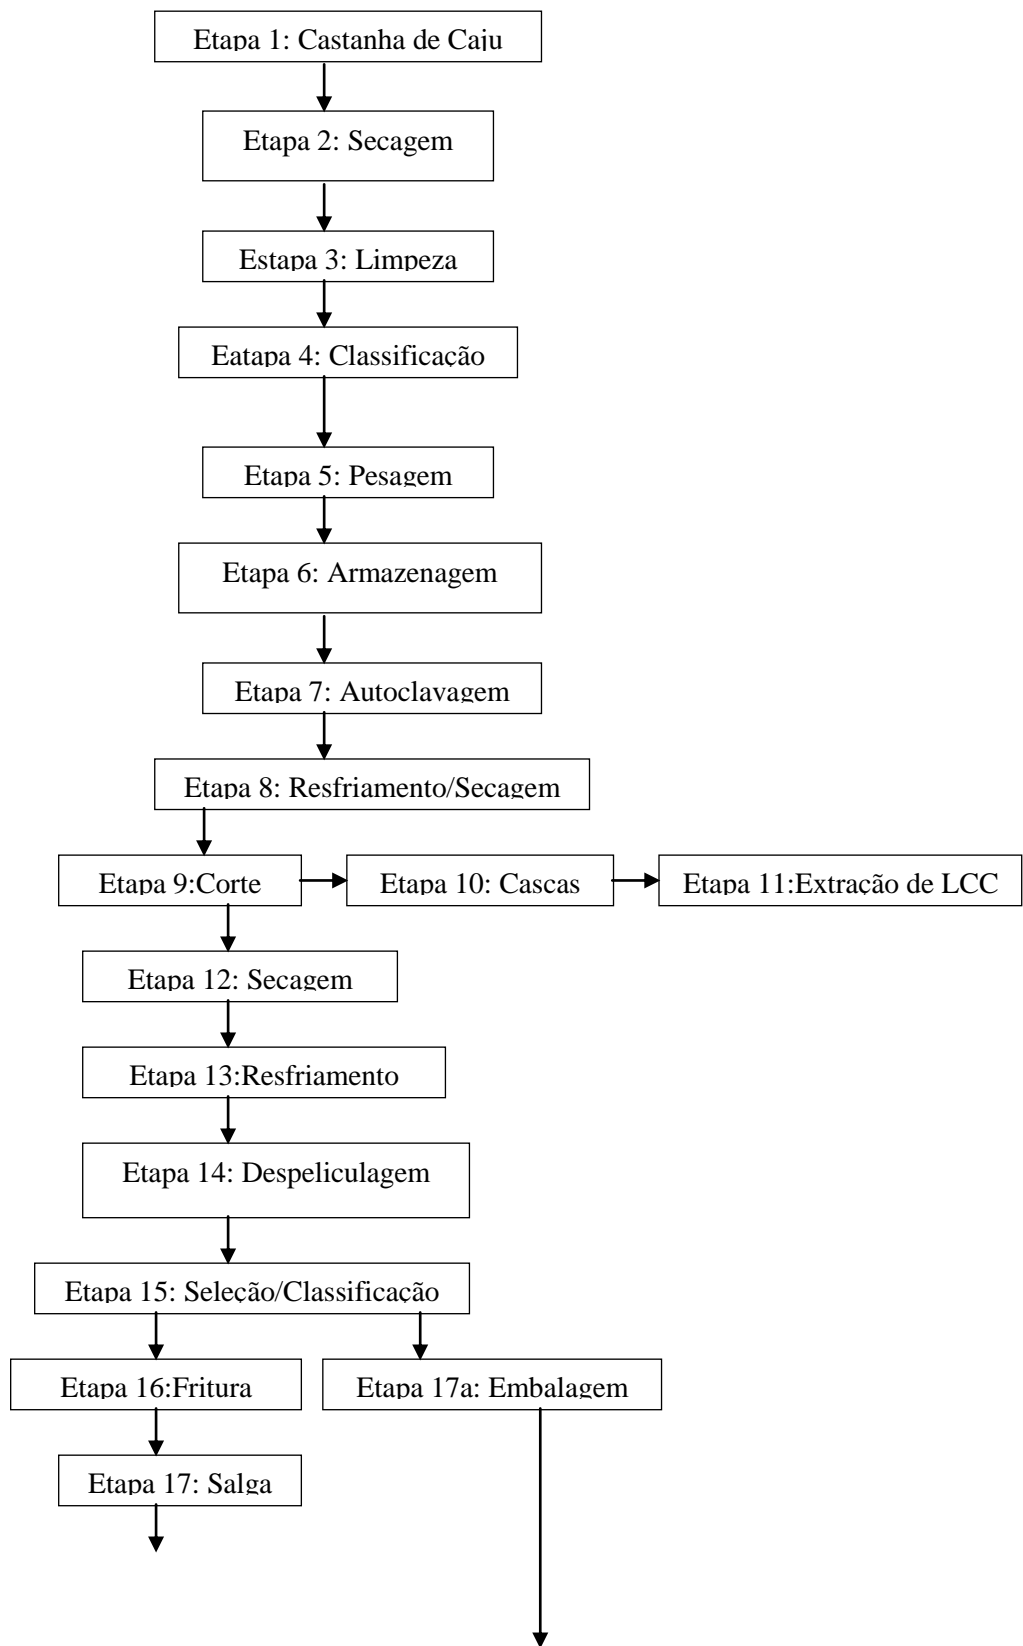 Etapa 1: Castanha de Caju
Etapa 2: Secagem
Estapa 3: Limpeza
Eatapa 4: Classificação
Etapa 5: Pesagem
Etapa 6: Armazenagem
Etapa 7: Autoclavagem
Etapa 8: Resfriamento/Secagem
Etapa 9:Corte
Etapa 10: Cascas
Etapa 11:Extração de LCC
Etapa 12: Secagem
Etapa 13:Resfriamento
Etapa 14: Despeliculagem
Etapa 15: Seleção/Classificação
Etapa 16:Fritura
Etapa 17a: Embalagem
Etapa 17: Salga